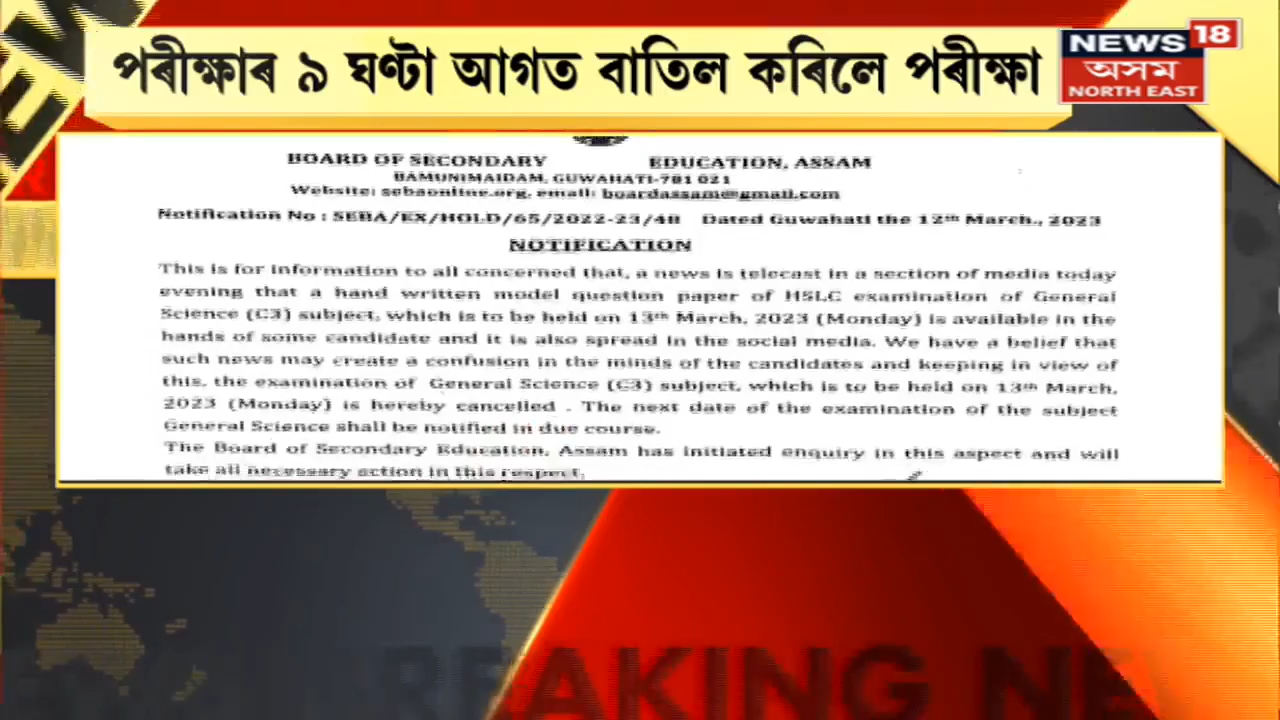 পৰীক্ষাৰ ৯ ঘণ্টা আগত বাতিল কৰিলে পৰীক্ষা
NEWS 18
অসম
NORTH EAST
BOARD OF SECONDARY EDUCATION, ASSAM
BAMUNIMAIDAM, GUWAHATI-781 021
Website: sebaonline.org, email: boardassam@gmail.com
Notification No : SEBA/EX/HOLD/65/2022-23/48 Dated Guwahati the 12th March., 2023
NOTIFICATION
This is for information to all concerned that, a news is telecast in a section of media today
evening that a hand written model question paper of HSLC examination of General
Science (C3) subject, which is to be held on 13th March, 2023 (Monday) is available in the
hands of some candidate and it is also spread in the social media. We have a belief that
such news may create a confusion in the minds of the candidates and keeping in view of
this, the examination of General Science (C3) subject, which is to be held on 13th March,
2023 (Monday) is hereby cancelled . The next date of the examination of the subject
General Science shall be notified in due course.
The Board of Secondary Education, Assam has initiated enquiry in this aspect and will
take all necessary action in this respect.
BREAKING NEW